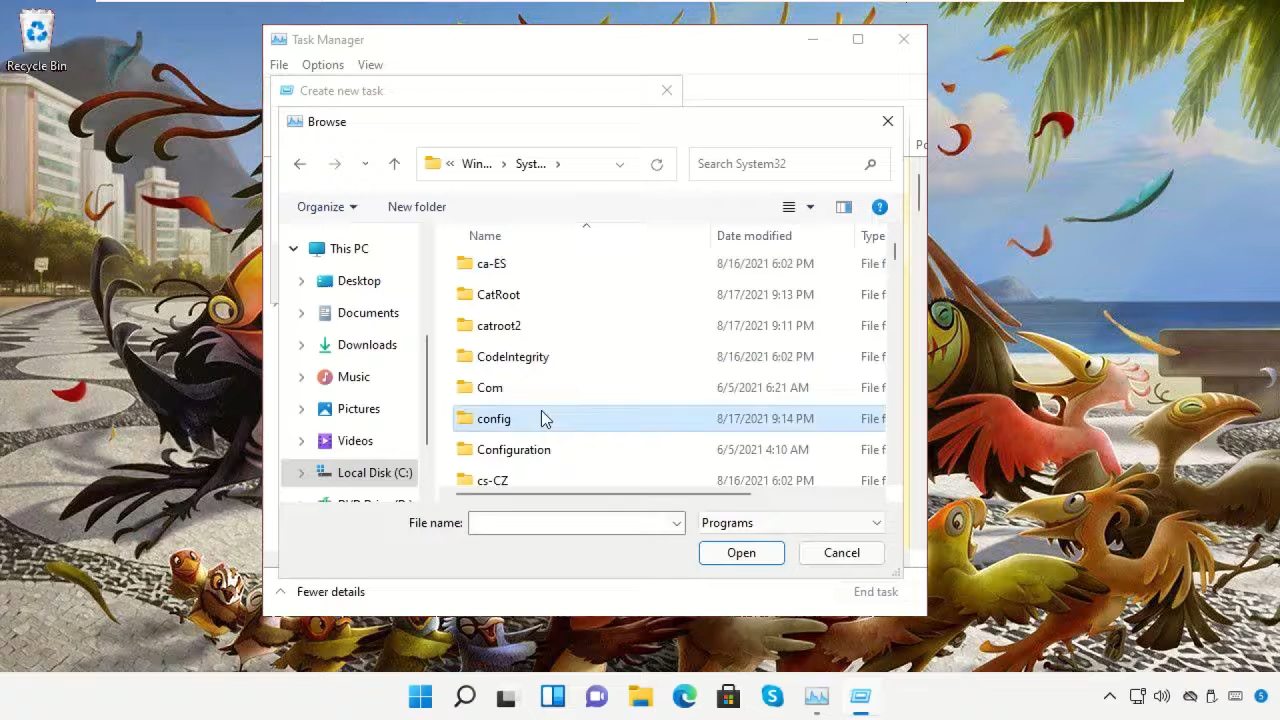 Recycle Bin
Task Manager
File Options View
Create new task
Browse
« Win... › Syst... ›
Search System32
Organize New folder
Name Date modified Type
This PC
Desktop
Documents
Downloads
Music
Pictures
Videos
Local Disk (C:)
ca-ES 8/16/2021 6:02 PM File f
CatRoot 8/17/2021 9:13 PM File f
catroot2 8/17/2021 9:11 PM File f
CodeIntegrity 8/16/2021 6:02 PM File f
Com 6/5/2021 6:21 AM File f
config 8/17/2021 9:14 PM File f
Configuration 6/5/2021 4:10 AM File f
cs-CZ 8/16/2021 6:02 PM File f
File name: Programs
Open Cancel
Fewer details End task
5